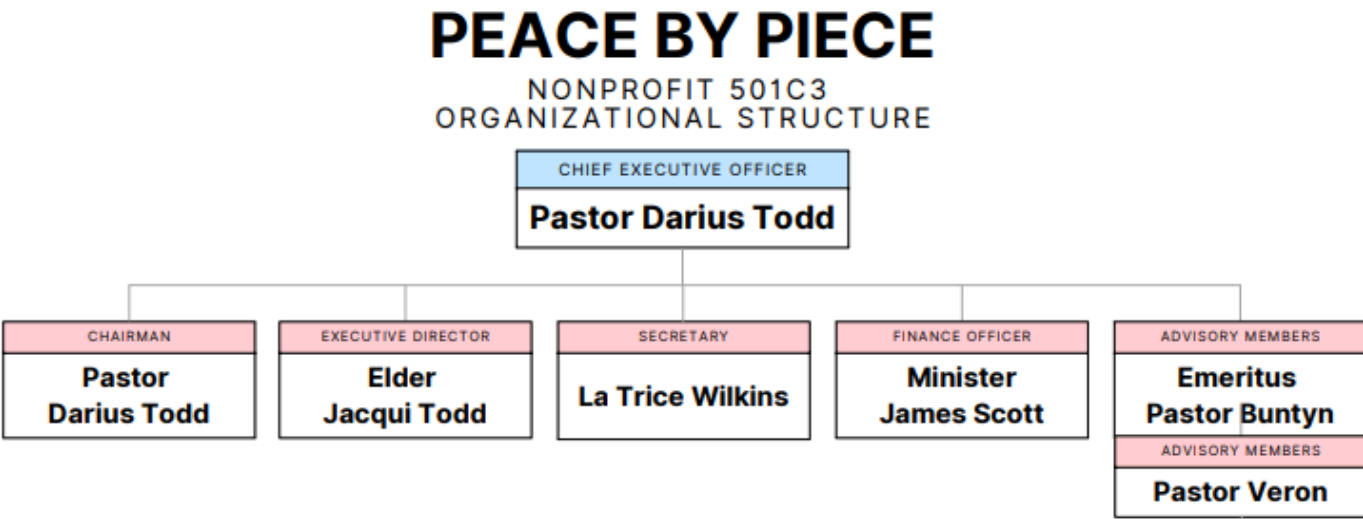 PEACE BY PIECE
NONPROFIT 501C3
ORGANIZATIONAL STRUCTURE
CHIEF EXECUTIVE OFFICER
Pastor Darius Todd
CHAIRMAN
Pastor
Darius Todd
EXECUTIVE DIRECTOR
Elder
Jacqui Todd
SECRETARY
La Trice Wilkins
FINANCE OFFICER
Minister
James Scott
ADVISORY MEMBERS
Emeritus
Pastor Buntyn
ADVISORY MEMBERS
Pastor Veron